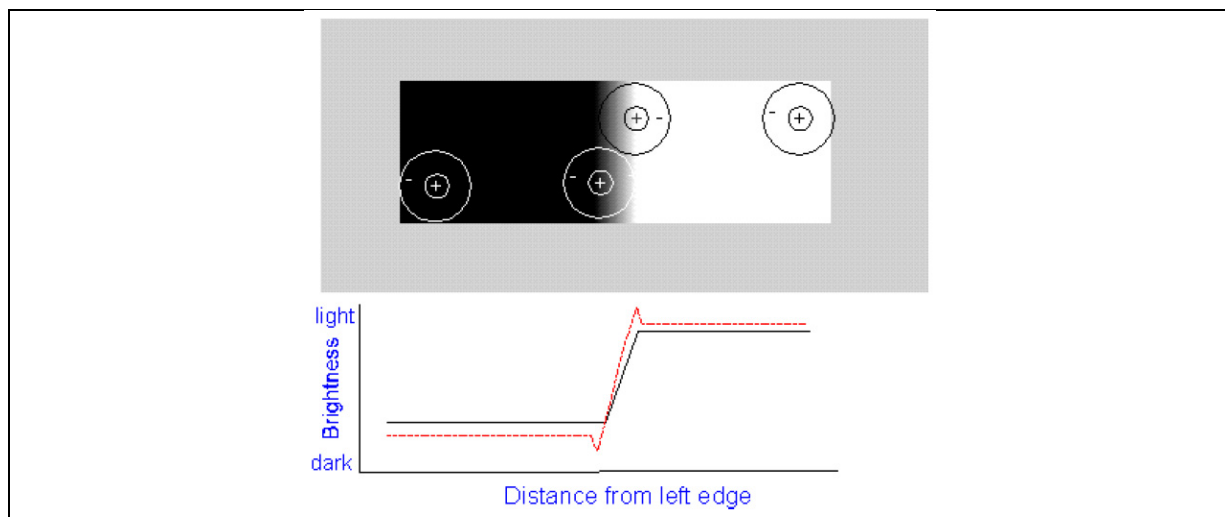 + -
- +
- +
+ -
light
Brightness
dark
Distance from left edge